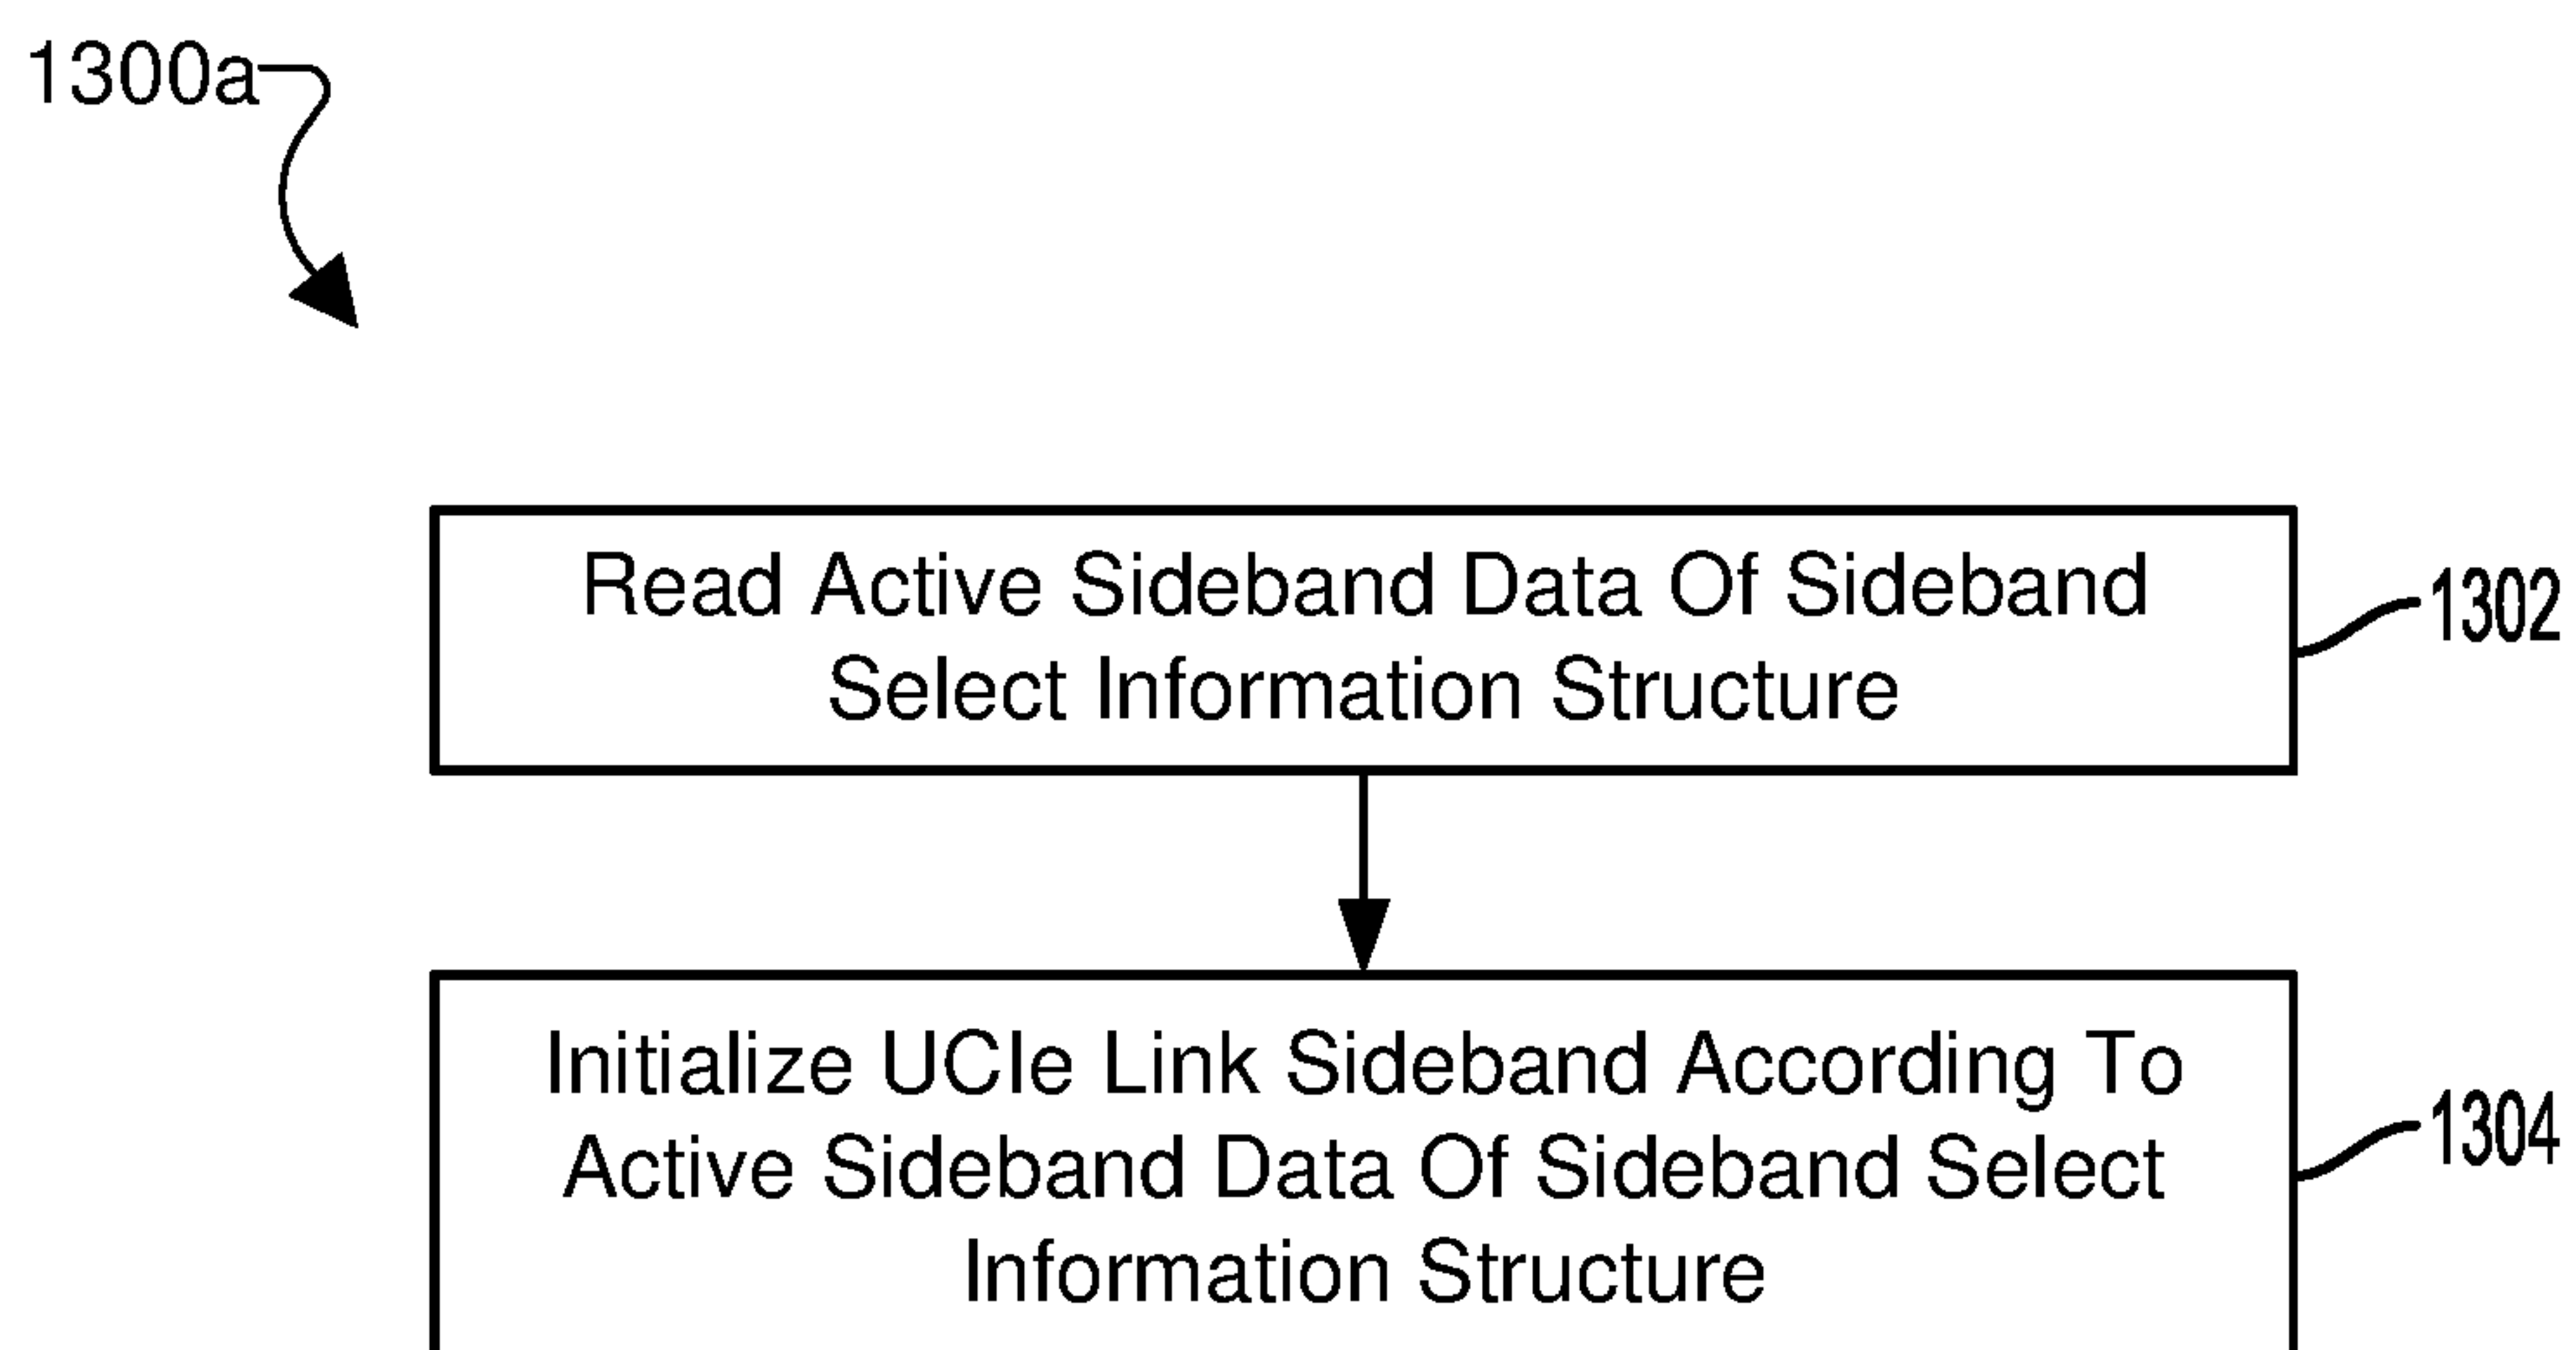 1300a
Read Active Sideband Data Of Sideband
Select Information Structure
1302
Initialize UCIe Link Sideband According To
Active Sideband Data Of Sideband Select
Information Structure
1304